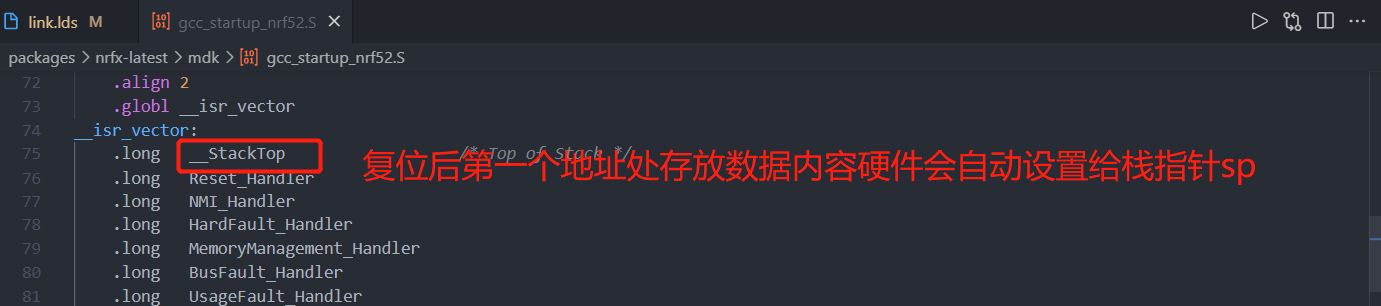 link.lds M gcc_startup_nrf52.S
packages > nrfx-latest > mdk > gcc_startup_nrf52.S
72 .align 2
73 .globl __isr_vector
74 __isr_vector:
75 .long __StackTop /* Top of Stack */
76 .long Reset_Handler
复位后第一个地址处存放数据内容硬件会自动设置给栈指针sp
77 .long NMI_Handler
78 .long HardFault_Handler
79 .long MemoryManagement_Handler
80 .long BusFault_Handler
81 .long UsageFault_Handler